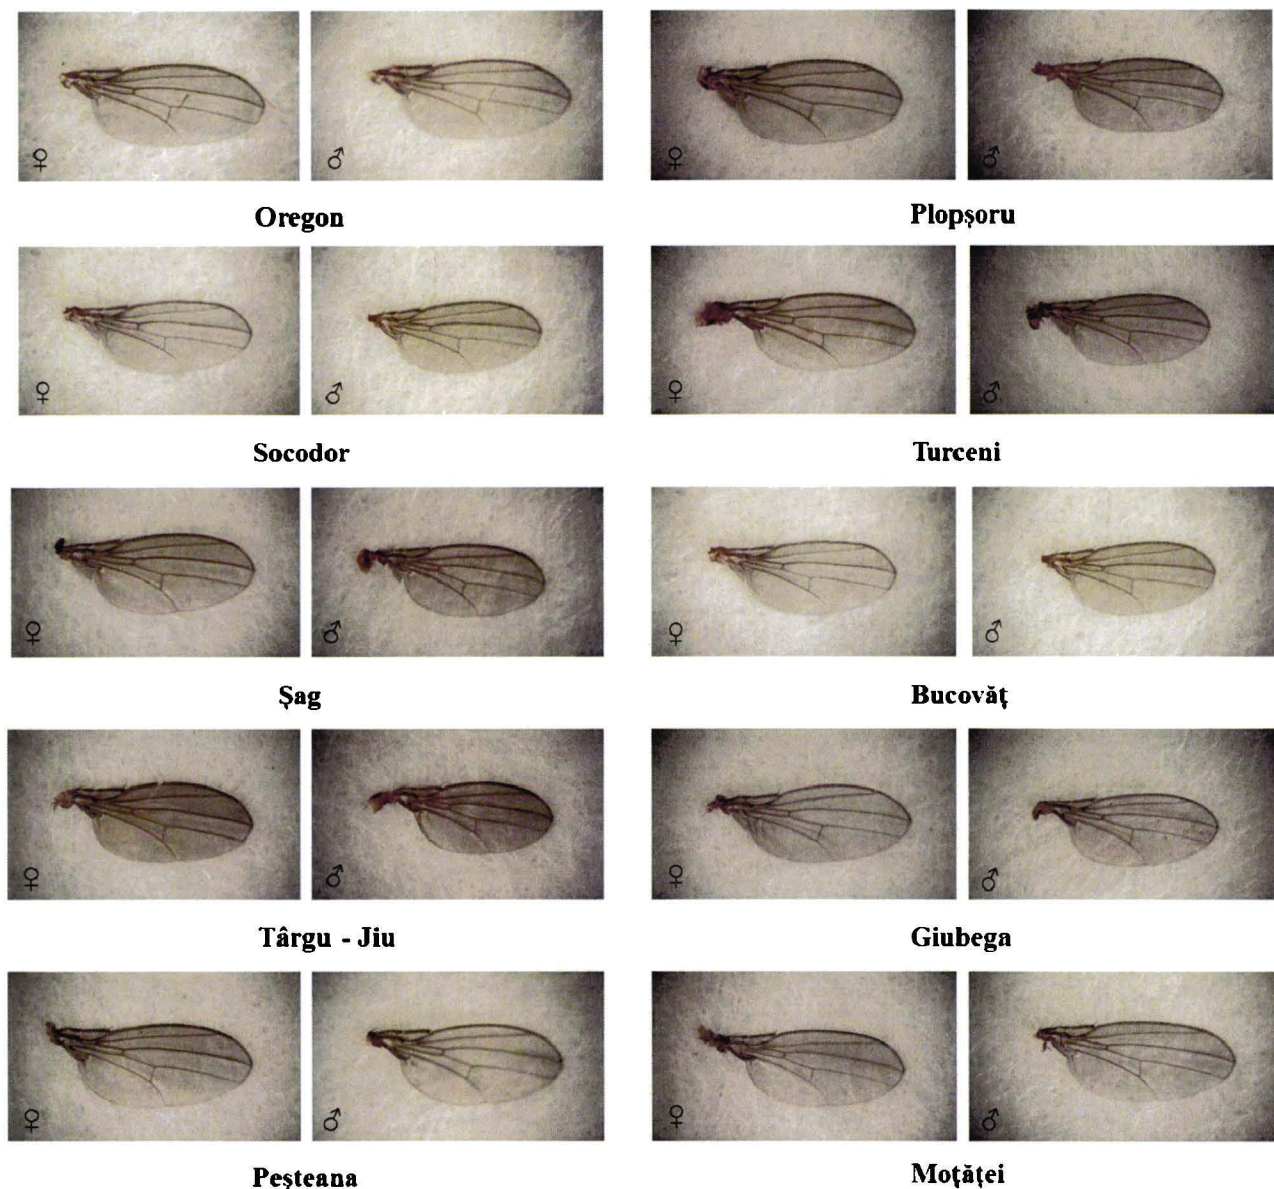 ♀ ♂ ♀ ♂
Oregon Plopșoru
♀ ♂ ♀ ♂
Socodor Turceni
♀ ♂ ♀ ♂
Șag Bucovăț
♀ ♂ ♀ ♂
Târgu - Jiu Giubega
♀ ♂ ♀ ♂
Peșteana Moțăței